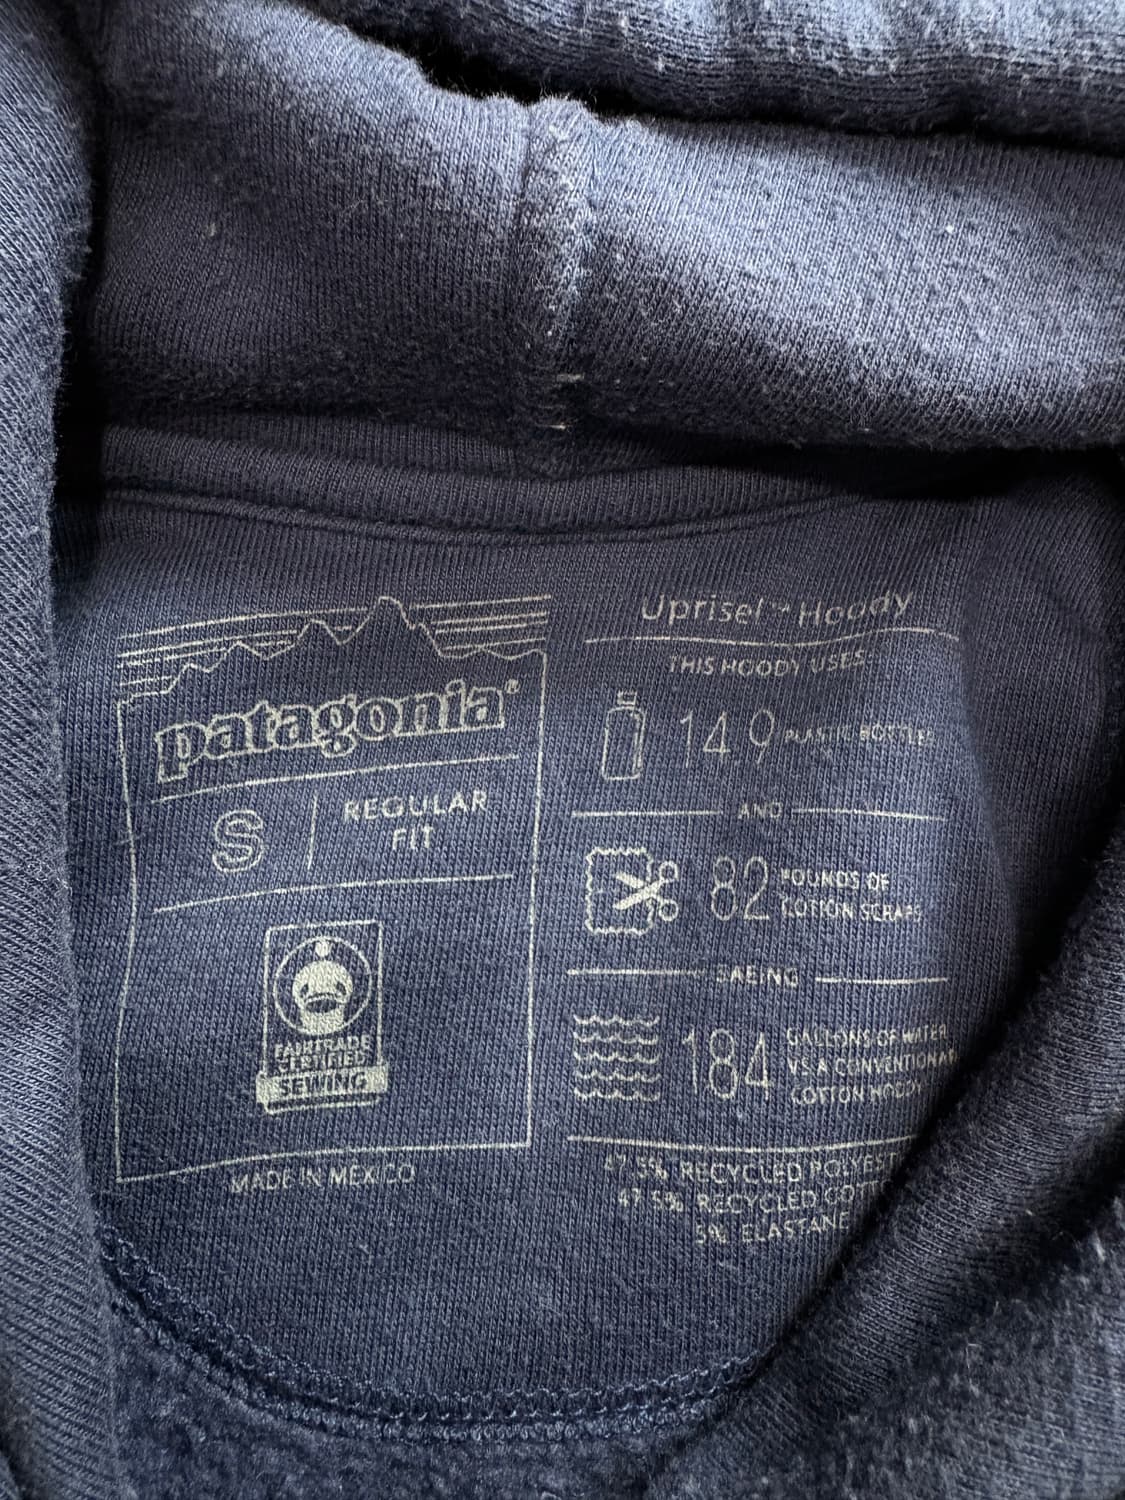 patagonia®
S
REGULAR
FIT
FAIRTRADE
CERTIFIED
SEWING
MADE IN MEXICO
Uprisal™ Hoody
THIS HOODY USES
14.9 PLASTIC BOTTLES
AND
.82 POUNDS OF
COTTON SCRAPS
SAVING
184 GALLONS OF WATER
VS A CONVENTIONAL
COTTON HOODY
47.5% RECYCLED
47.5% RECYCLED
5% ELASTANE